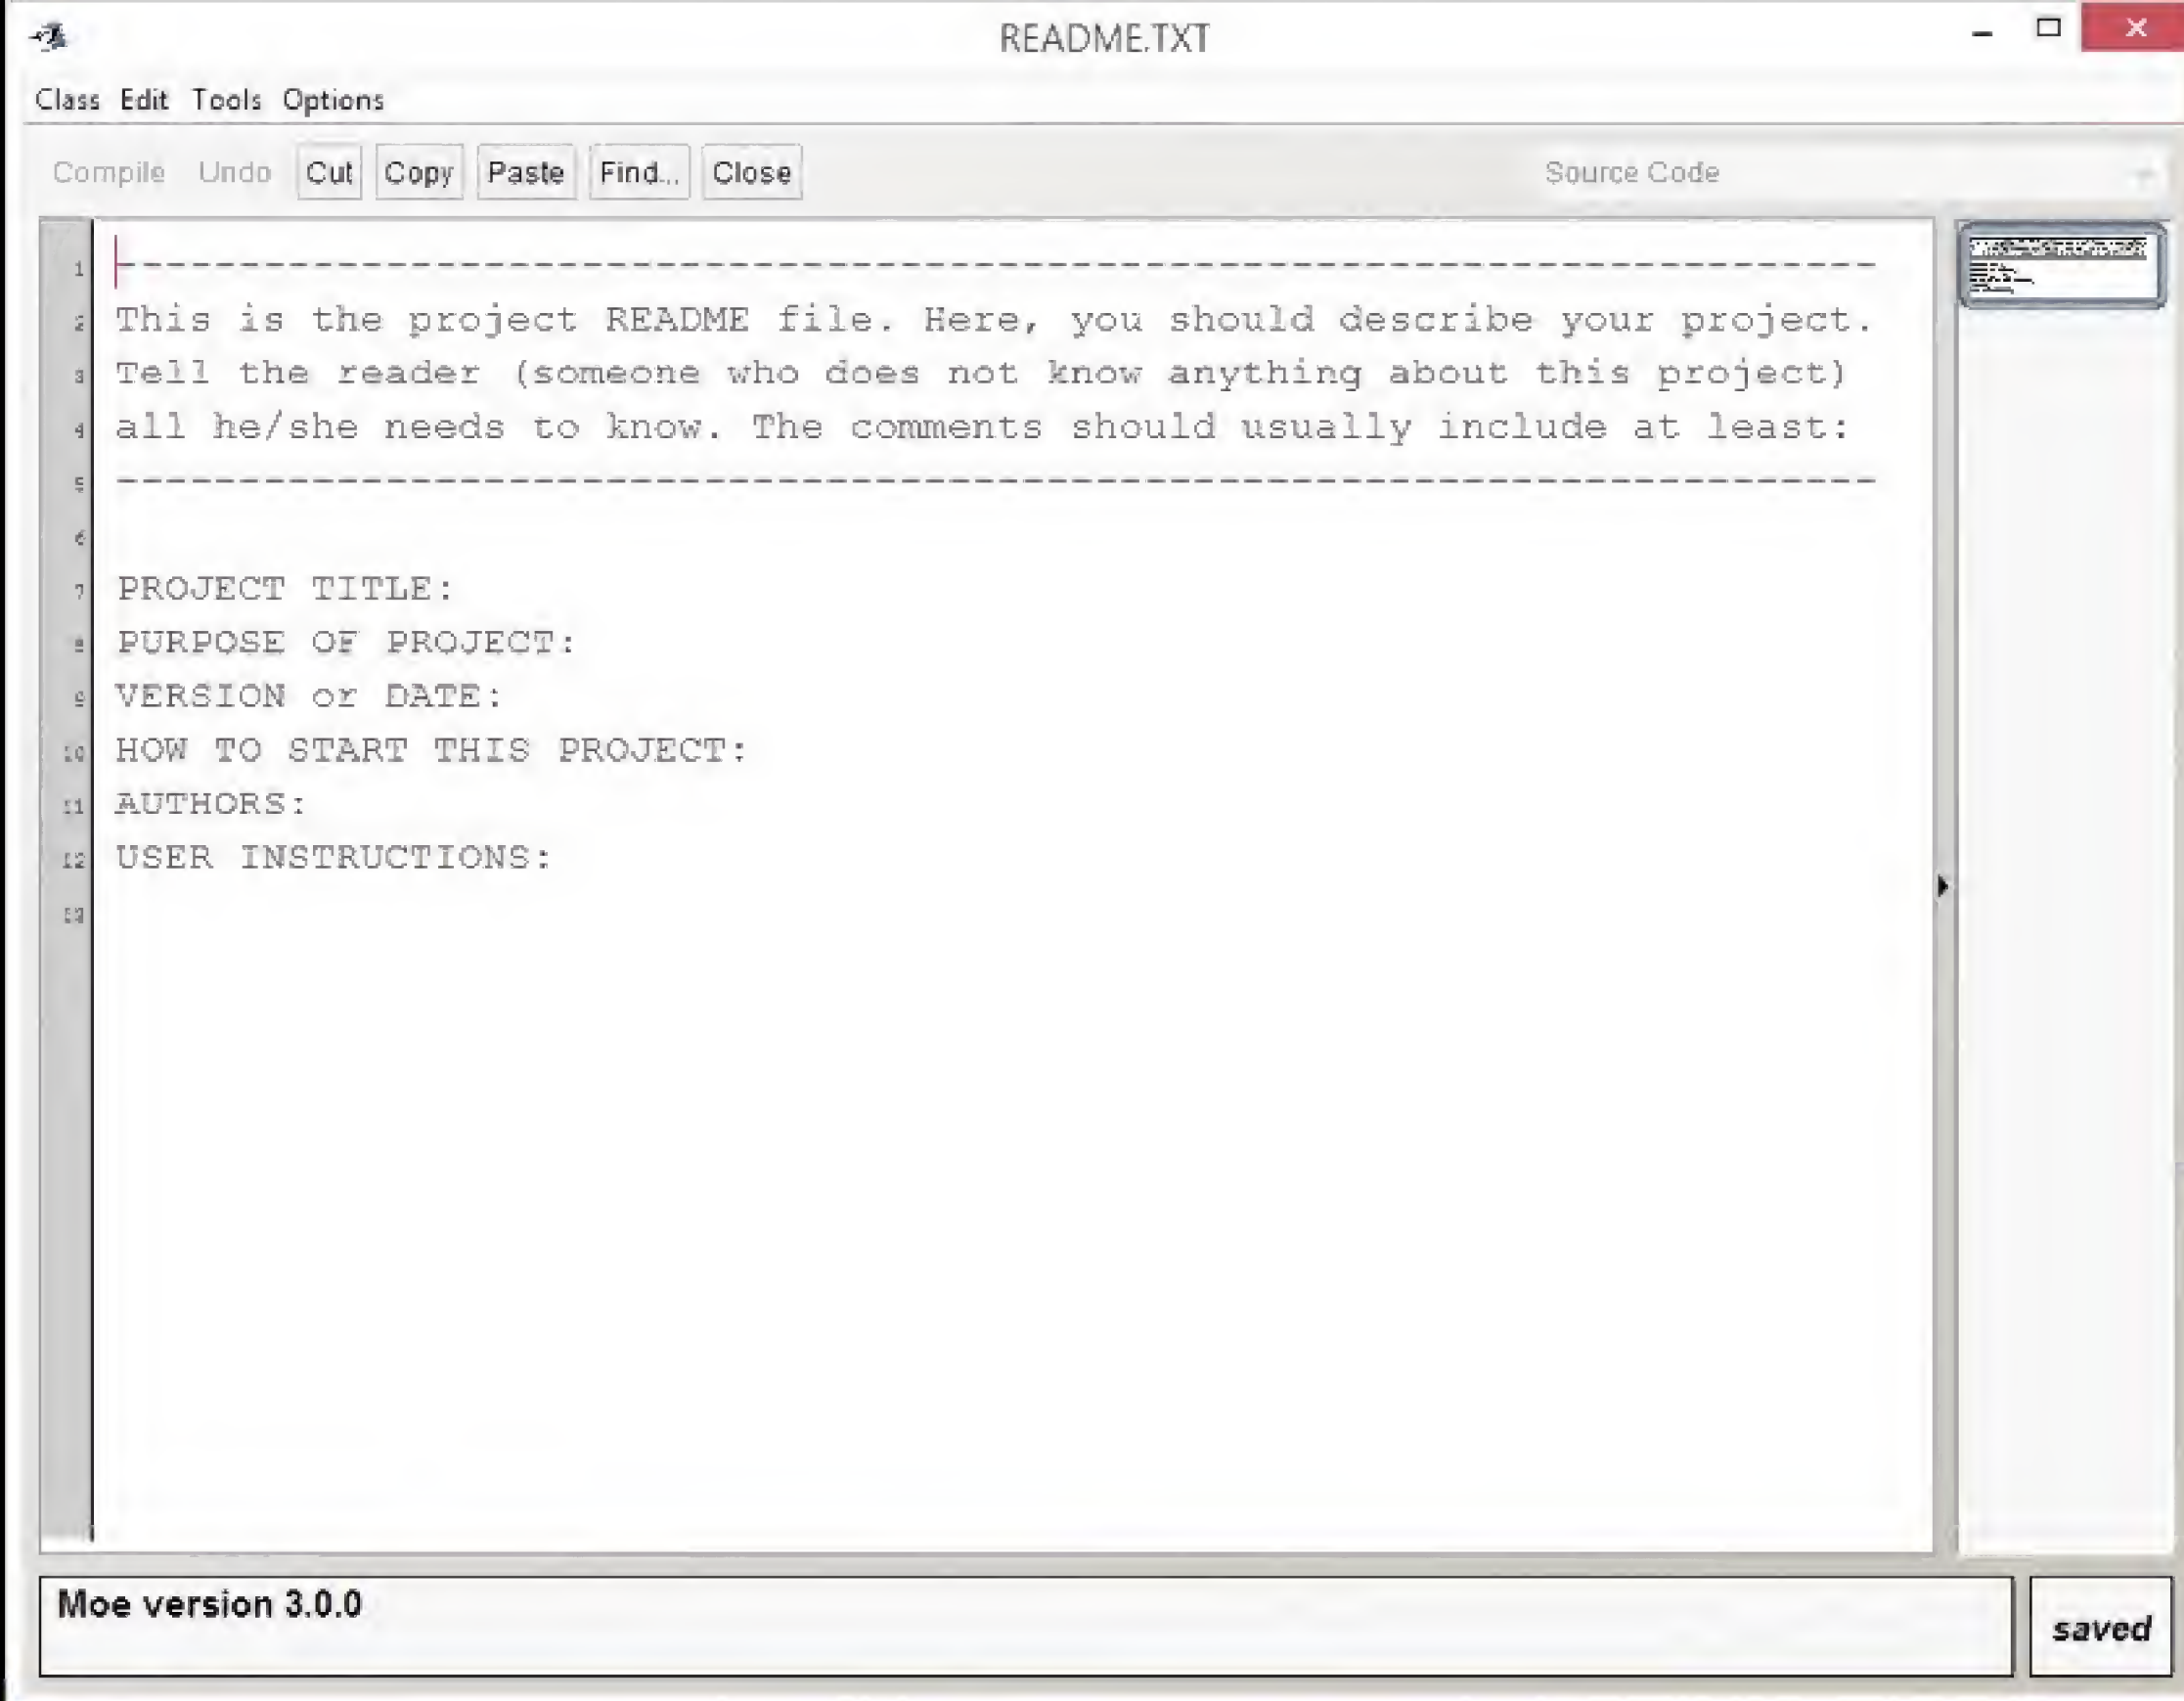 README.TXT
Class Edit Tools Options
Compile Undo Cut Copy Paste Find... Close Source Code
1 ------------------------------------------------------------------------
2 This is the project README file. Here, you should describe your project.
3 Tell the reader (someone who does not know anything about this project)
4 all he/she needs to know. The comments should usually include at least:
5 ------------------------------------------------------------------------
6
7 PROJECT TITLE:
8 PURPOSE OF PROJECT:
9 VERSION or DATE:
10 HOW TO START THIS PROJECT:
11 AUTHORS:
12 USER INSTRUCTIONS:
13
Moe version 3.0.0
saved